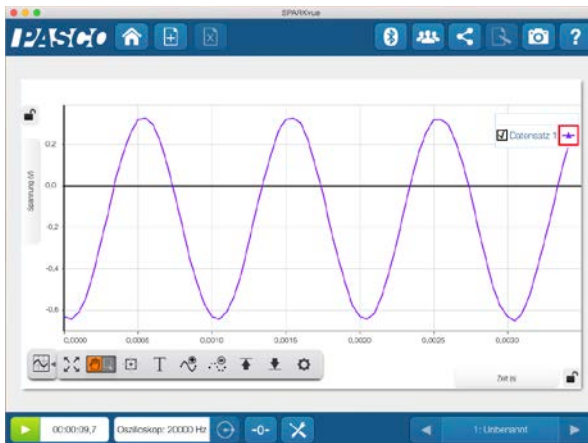 SPARKvue
PASCO
?
Datensatz 1
0,2
0,0
-0,2
-0,4
-0,6
Spannung (V)
0,0000 0,0005 0,0010 0,0015 0,0020 0,0025 0,0030
T
Zeit (s)
00:00:09,7 Oszilloskop: 20000 Hz -0- 1: Unbenannt